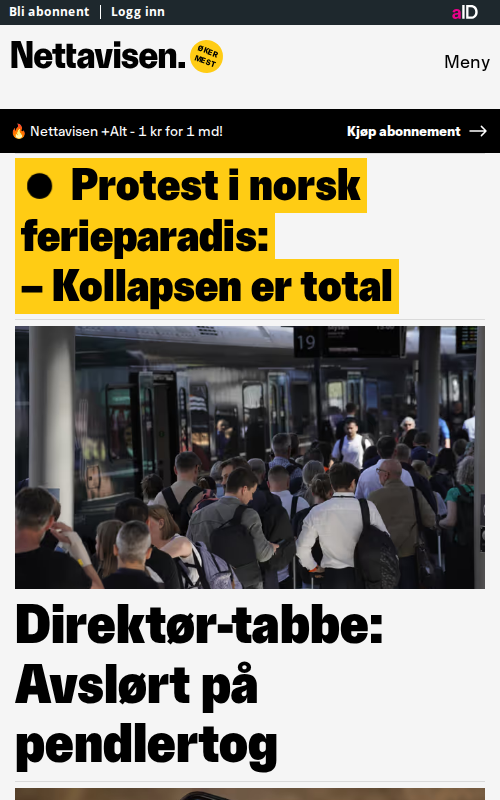 Bli abonnent | Logg inn
aID
Nettavisen.
ØKER
MEST
Meny
🔥 Nettavisen +Alt - 1 kr for 1 md!
Kjøp abonnement →
● Protest i norsk
ferieparadis:
– Kollapsen er total
19
Direktør-tabbe:
Avslørt på
pendlertog